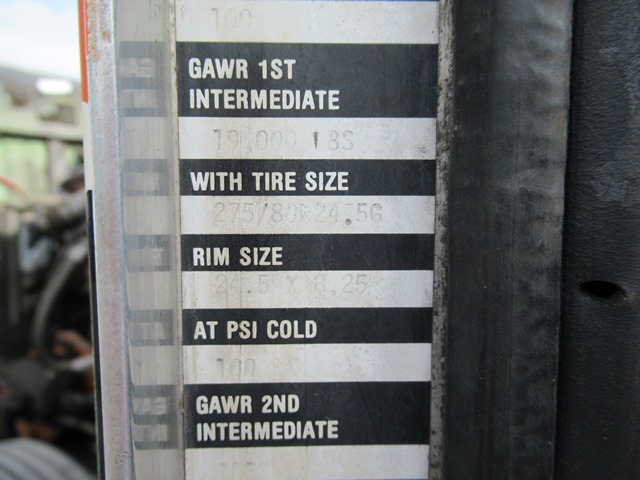 100
GAWR 1ST
INTERMEDIATE
19,000 LBS
WITH TIRE SIZE
275/80R24.5G
RIM SIZE
24.5 X 8.25
AT PSI COLD
100
GAWR 2ND
INTERMEDIATE